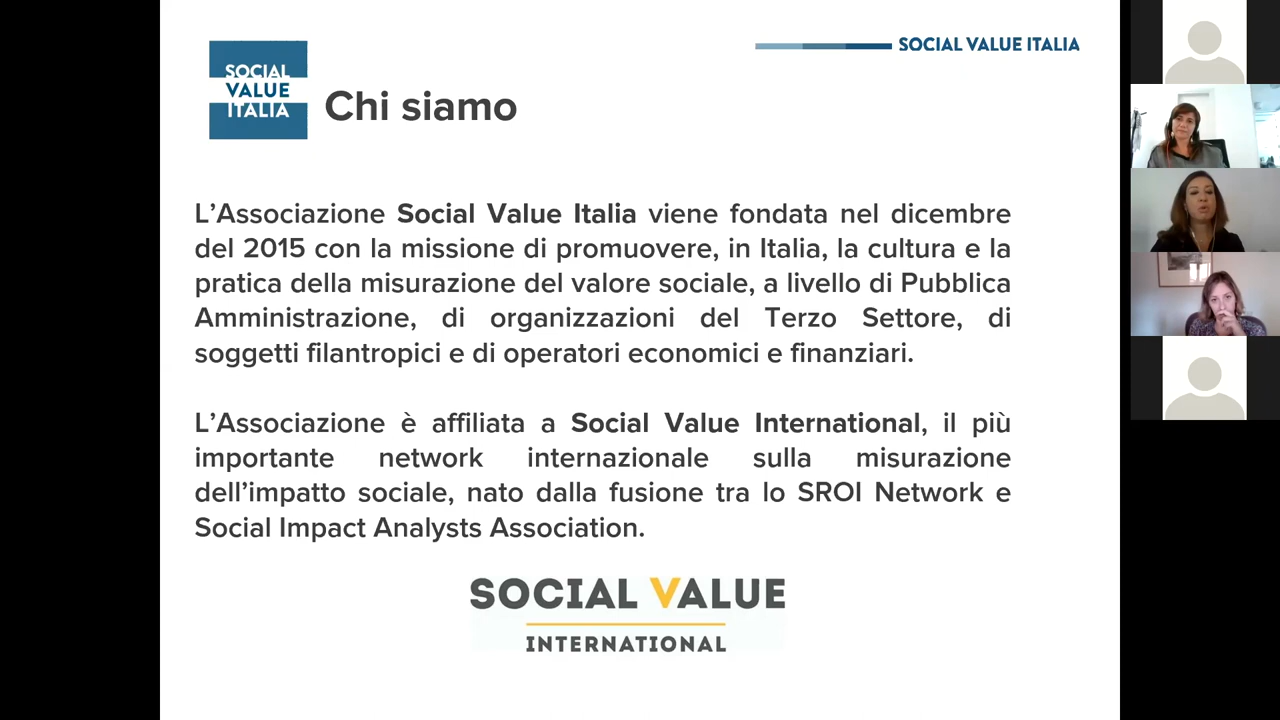 SOCIAL VALUE ITALIA
SOCIAL
VALUE
ITALIA
Chi siamo
L’Associazione Social Value Italia viene fondata nel dicembre
del 2015 con la missione di promuovere, in Italia, la cultura e la
pratica della misurazione del valore sociale, a livello di Pubblica
Amministrazione, di organizzazioni del Terzo Settore, di
soggetti filantropici e di operatori economici e finanziari.
L’Associazione è affiliata a Social Value International, il più
importante network internazionale sulla misurazione
dell’impatto sociale, nato dalla fusione tra lo SROI Network e
Social Impact Analysts Association.
SOCIAL VALUE
INTERNATIONAL